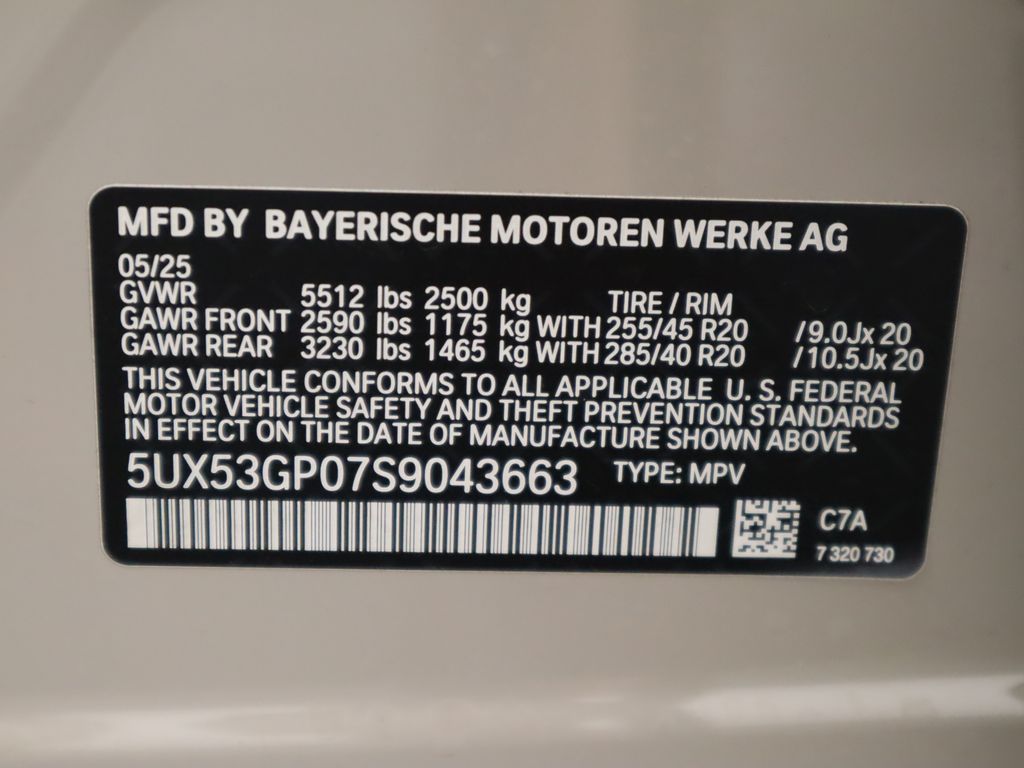 MFD BY BAYERISCHE MOTOREN WERKE AG
05/25
GVWR 5512 lbs 2500 kg TIRE / RIM
GAWR FRONT 2590 lbs 1175 kg WITH 255/45 R20 /9.0Jx 20
GAWR REAR 3230 lbs 1465 kg WITH 285/40 R20 /10.5Jx 20
THIS VEHICLE CONFORMS TO ALL APPLICABLE U. S. FEDERAL
MOTOR VEHICLE SAFETY AND THEFT PREVENTION STANDARDS
IN EFFECT ON THE DATE OF MANUFACTURE SHOWN ABOVE.
5UX53GP07S9043663 TYPE: MPV
C7A
7 320 730